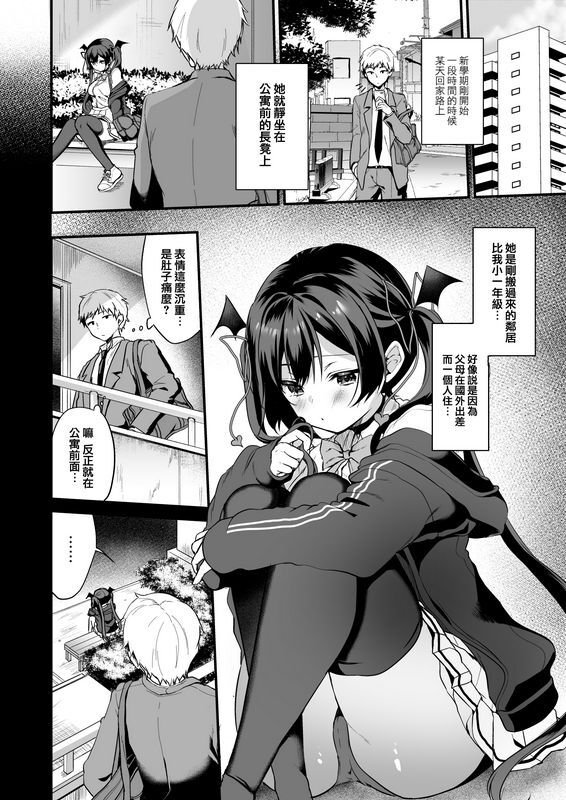 新學期剛開始
一段時間的時候
某天回家路上
她就靜坐在
公寓前的長凳上
她是剛搬過來的鄰居
比我小一年級…
好像說是因為
父母在國外出差
而一個人住…
表情這麼沉重…
是肚子痛麼？
嘛 反正就在
公寓前面…
……